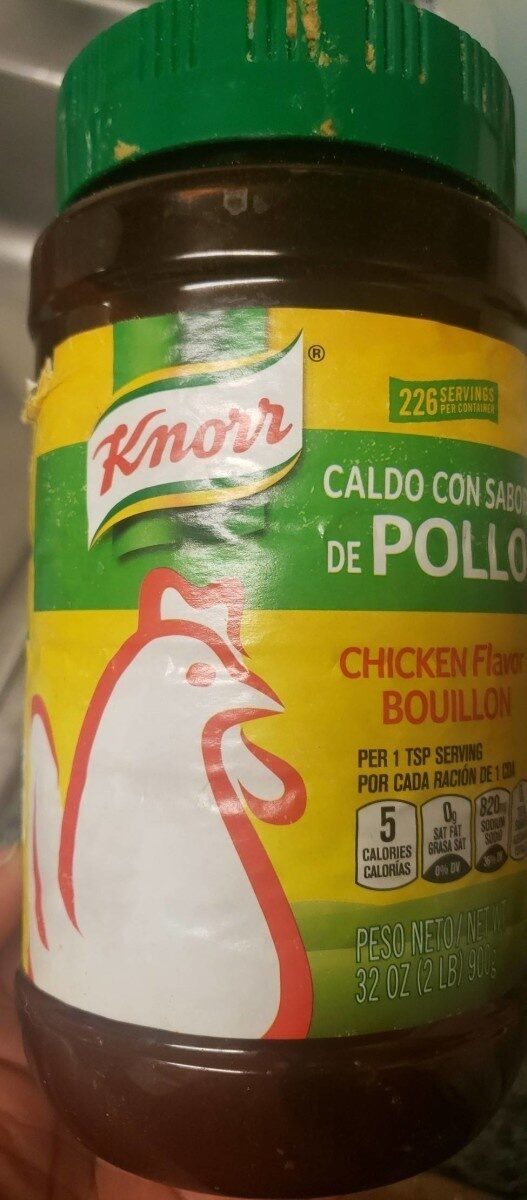 Knorr®
226 SERVINGS
PER CONTAINER
CALDO CON
DE POLLO
CHICKEN Flavor
BOUILLON
PER 1 TSP SERVING
POR CADA RACIÓN DE 1 CDA
5
CALORIES
CALORÍAS
0g
SAT FAT
GRASA SAT
0% DV
820mg
SODIUM
SODIO
36% DV
PESO NETO/NET WT
32 OZ (2 LB) 900g